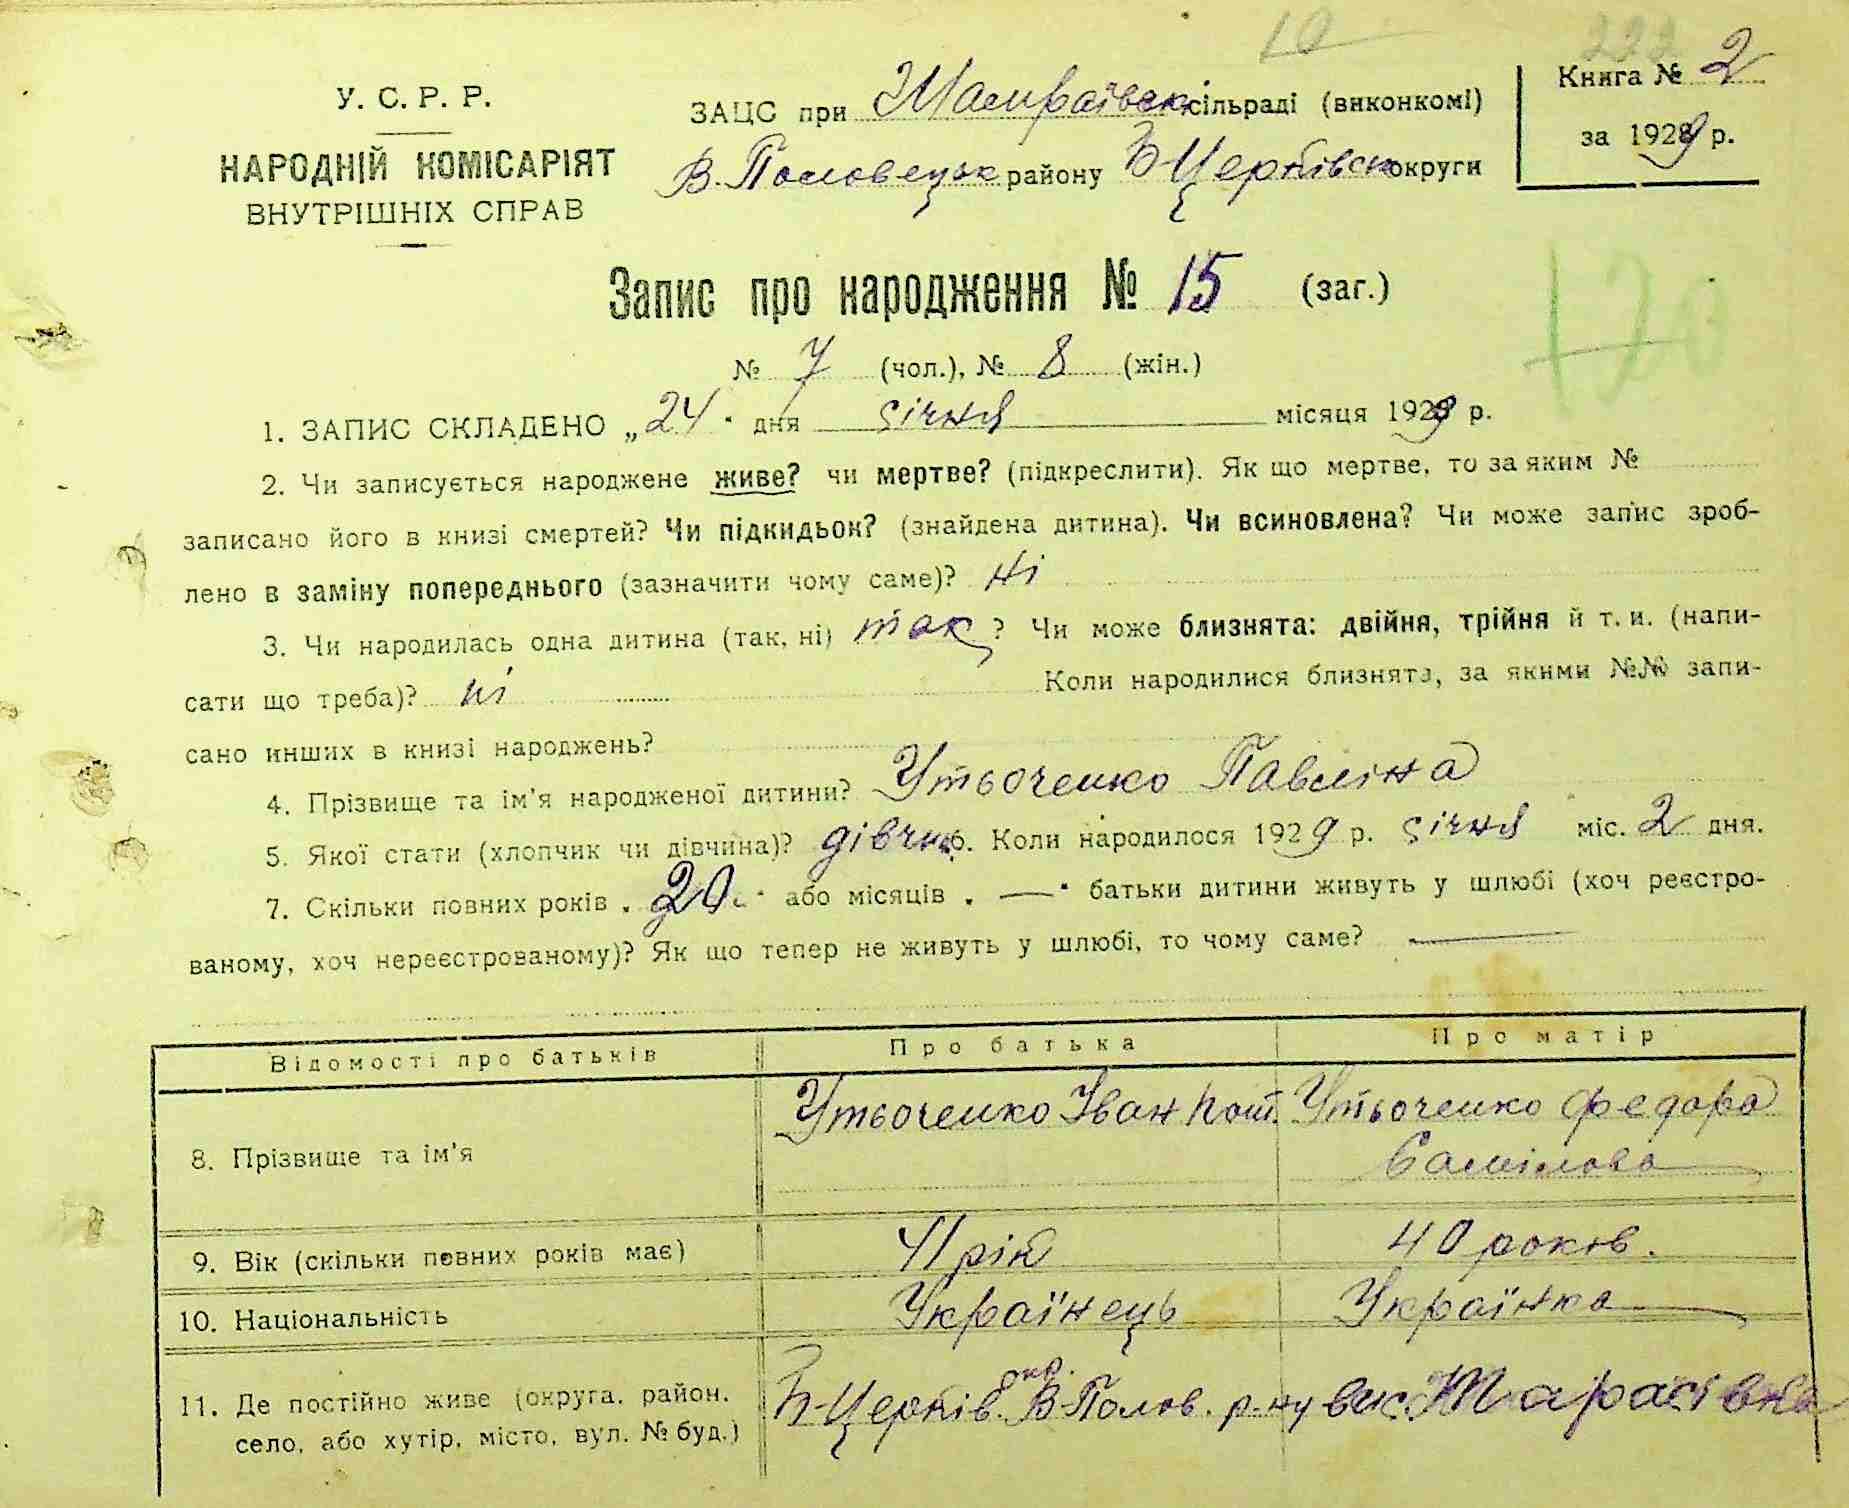 10 222
У. С. Р. Р.
НАРОДНІЙ КОМІСАРІЯТ
ВНУТРІШНІХ СПРАВ
ЗАЦС при Шамраївськ сільраді (виконкомі)
В. Половецьк району Б-Церківськ округи
Книга № 2
за 1929 р.
Запис про народження № 15 (заг.)
120
№ 7 (чол.), № 8 (жін.)
1. ЗАПИС СКЛАДЕНО „24" дня січня місяця 1929 р.
2. Чи записується народжене живе? чи мертве? (підкреслити). Як що мертве, то за яким №
записано його в книзі смертей? Чи підкидьок? (знайдена дитина). Чи всиновлена? Чи може запис зроб-
лено в заміну попереднього (зазначити чому саме)? Ні
3. Чи народилась одна дитина (так, ні) так? Чи може близнята: двійня, трійня й т. и. (напи-
сати що треба)? ні Коли народилися близнята, за якими №№ запи-
сано инших в книзі народжень?
4. Прізвище та ім'я народженої дитини? Утьоченко Павліна
5. Якої стати (хлопчик чи дівчина)? дівчин. 6. Коли народилося 1929 р. січня міс. 2 дня.
7. Скільки повних років „20" або місяців „—" батьки дитини живуть у шлюбі (хоч реєстро-
ваному, хоч нереєстрованому)? Як що тепер не живуть у шлюбі, то чому саме? —
Відомості про батьків Про батька Про матір
8. Прізвище та ім'я Утьоченко Іван Утьоченко Федора
Самілова
9. Вік (скільки повних років має) 41 рік 40 років.
10. Національність Українець Українка
11. Де постійно живе (округа, район, село, або хутір, місто, вул. № буд.) Б-Церків. окр. В-Полов. р-ну вис. Тарасівка